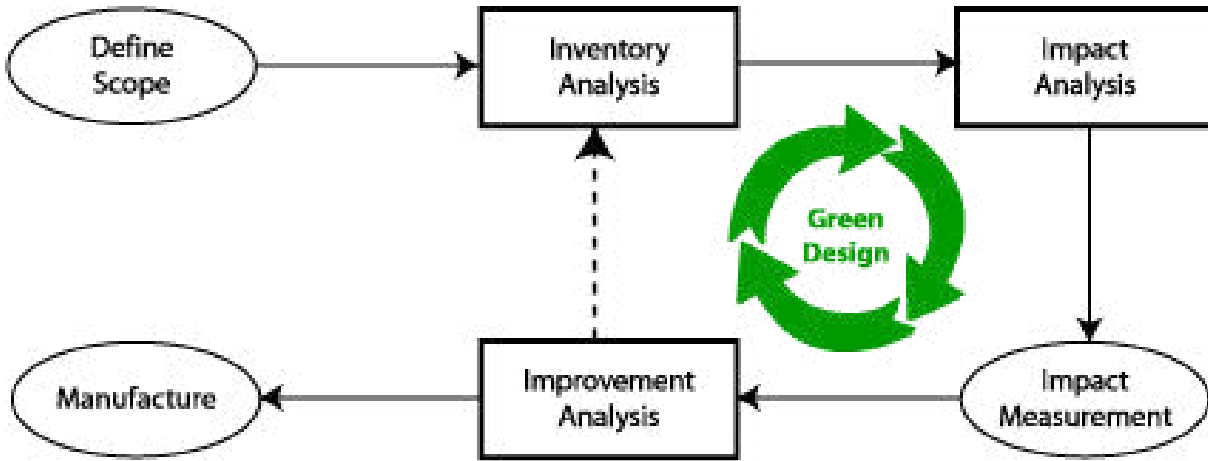 Define
Scope
Inventory
Analysis
Impact
Analysis
Green
Design
Manufacture
Improvement
Analysis
Impact
Measurement